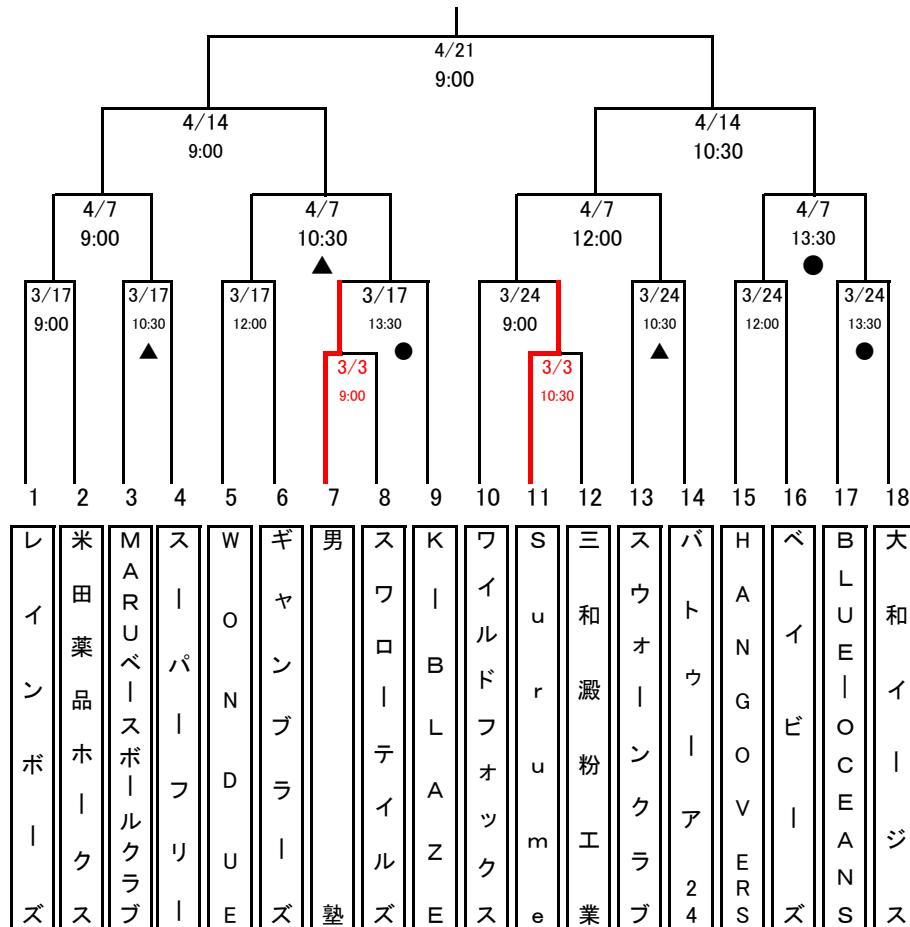 4/21
9:00
4/14
9:00
4/14
10:30
4/7
9:00
4/7
10:30
▲
4/7
12:00
4/7
13:30
●
3/17
9:00
3/17
10:30
▲
3/17
12:00
3/17
13:30
●
3/24
9:00
3/24
10:30
▲
3/24
12:00
3/24
13:30
●
3/3
9:00
3/3
10:30
1 2 3 4 5 6 7 8 9 10 11 12 13 14 15 16 17 18
レインボーズ
米田薬品ホークス
MARUベースボールクラブ
スーパーフリー
WONDUE
ギャンブラーズ
男塾
スワローテイルズ
K－BLAZE
ワイルドフォックス
Surume
三和澱粉工業
スウォーンクラブ
バトゥーア24
HANGOVERS
ベイビーズ
BLUE－OCEANS
大和イージス